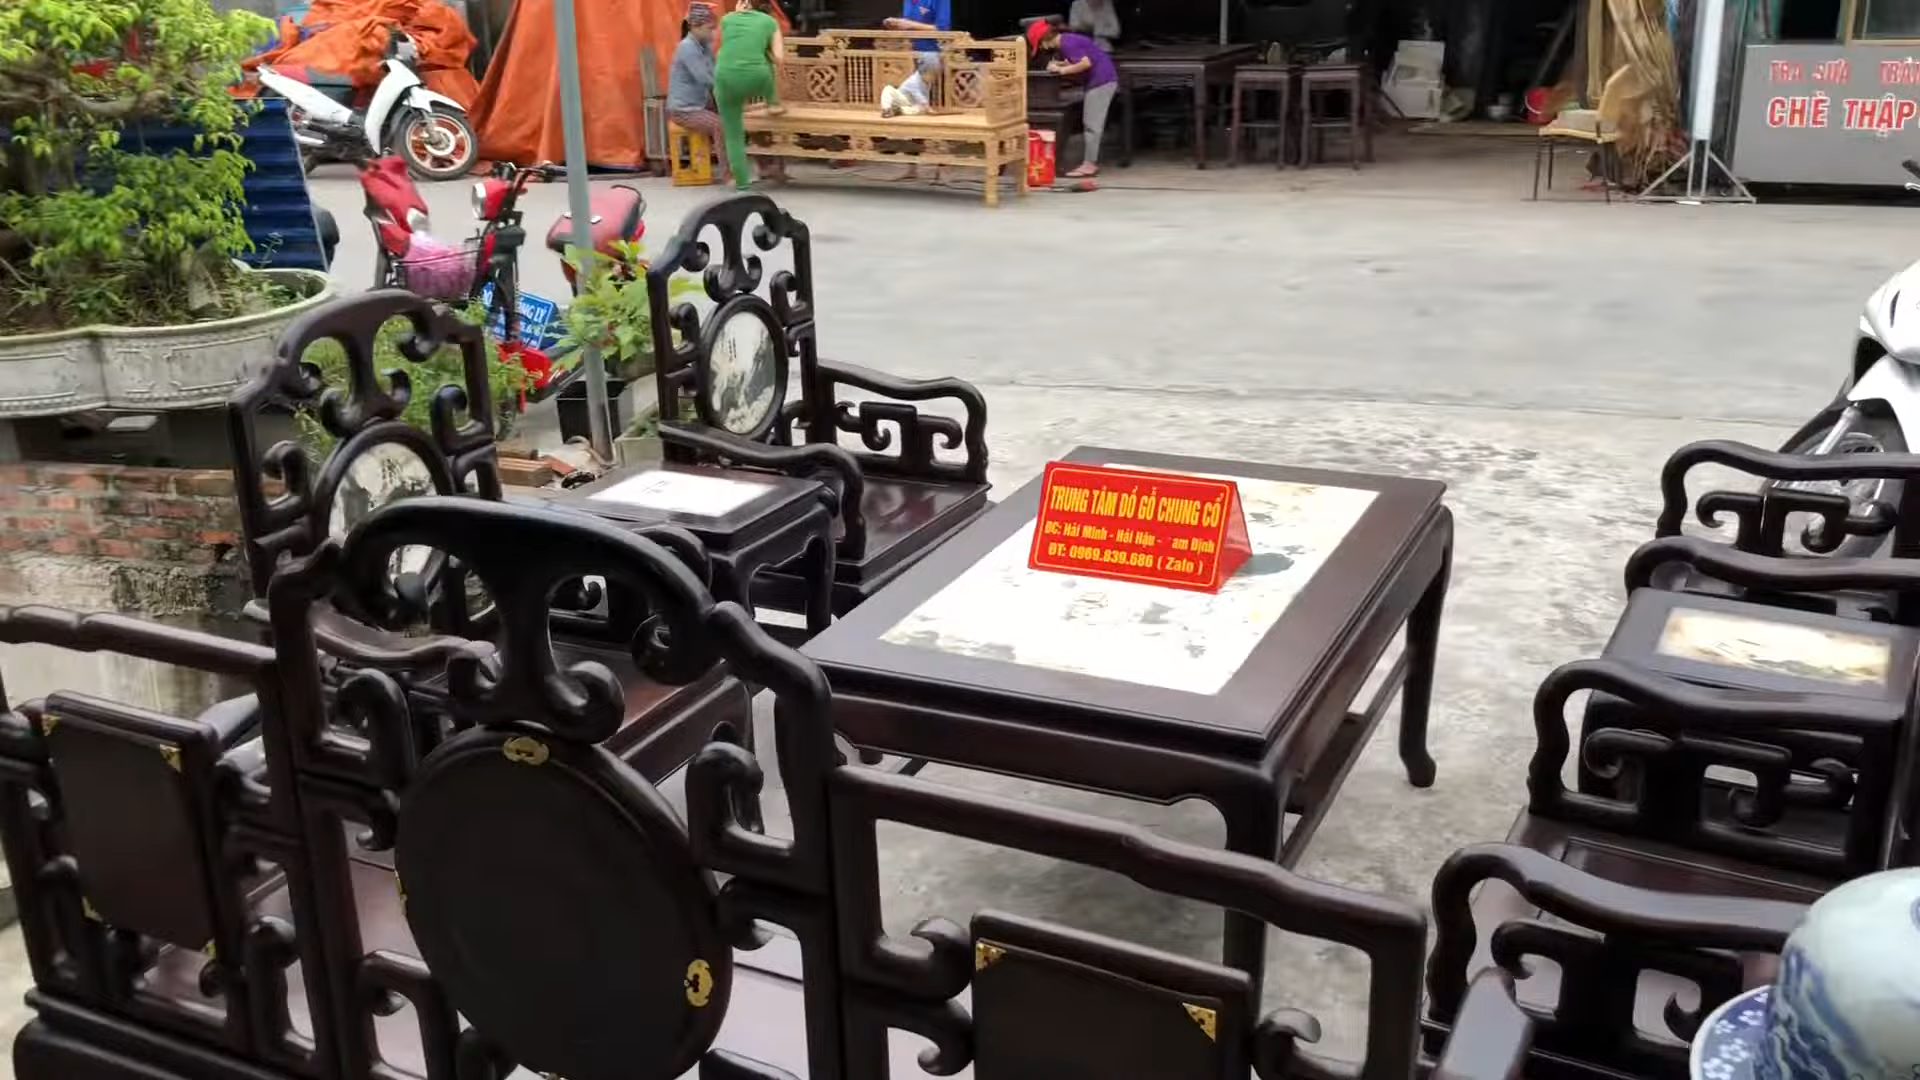 TRÀ SỮA TRÂN
CHÈ THẬP
TRUNG TÂM ĐỒ GỖ CHUNG CỔ
ĐC: Hải Minh - Hải Hậu - am Định
ĐT: 0969.839.686 ( Zalo )